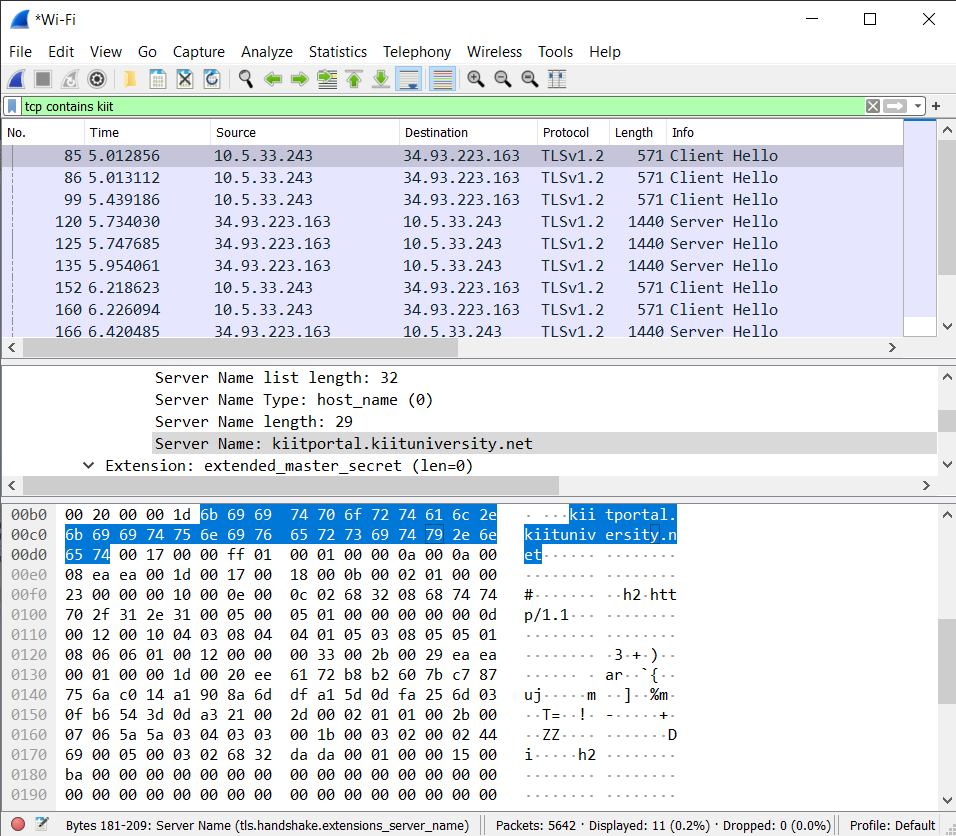 *Wi-Fi
File Edit View Go Capture Analyze Statistics Telephony Wireless Tools Help
tcp contains kiit
No. Time Source Destination Protocol Length Info
85 5.012856 10.5.33.243 34.93.223.163 TLSv1.2 571 Client Hello
86 5.013112 10.5.33.243 34.93.223.163 TLSv1.2 571 Client Hello
99 5.439186 10.5.33.243 34.93.223.163 TLSv1.2 571 Client Hello
120 5.734030 34.93.223.163 10.5.33.243 TLSv1.2 1440 Server Hello
125 5.747685 34.93.223.163 10.5.33.243 TLSv1.2 1440 Server Hello
135 5.954061 34.93.223.163 10.5.33.243 TLSv1.2 1440 Server Hello
152 6.218623 10.5.33.243 34.93.223.163 TLSv1.2 571 Client Hello
160 6.226094 10.5.33.243 34.93.223.163 TLSv1.2 571 Client Hello
166 6.420485 34.93.223.163 10.5.33.243 TLSv1.2 1440 Server Hello
Server Name list length: 32
Server Name Type: host_name (0)
Server Name length: 29
Server Name: kiitportal.kiituniversity.net
Extension: extended_master_secret (len=0)
00b0 00 20 00 00 1d 6b 69 69 74 70 6f 72 74 61 6c 2e · ···kii tportal.
00c0 6b 69 69 74 75 6e 69 76 65 72 73 69 74 79 2e 6e kiituniv ersity.n
00d0 65 74 00 17 00 00 ff 01 00 01 00 00 0a 00 0a 00 et······ ········
00e0 08 ea ea 00 1d 00 17 00 18 00 0b 00 02 01 00 00 ········ ········
00f0 23 00 00 00 10 00 0e 00 0c 02 68 32 08 68 74 74 #······· ··h2·htt
0100 70 2f 31 2e 31 00 05 00 05 01 00 00 00 00 00 0d p/1.1··· ········
0110 00 12 00 10 04 03 08 04 04 01 05 03 08 05 05 01 ········ ········
0120 08 06 06 01 00 12 00 00 00 33 00 2b 00 29 ea ea ········ ·3·+·)··
0130 00 01 00 00 1d 00 20 ee 61 72 b8 b2 60 7b c7 87 ······ · ar··`{··
0140 75 6a c0 14 a1 90 8a 6d df a1 5d 0d fa 25 6d 03 uj·····m ··]··%m·
0150 0f b6 54 3d 0d a3 21 00 2d 00 02 01 01 00 2b 00 ··T=··!· -·····+·
0160 07 06 5a 5a 03 04 03 03 00 1b 00 03 02 00 02 44 ··ZZ···· ·······D
0170 69 00 05 00 03 02 68 32 da da 00 01 00 00 15 00 i·····h2 ········
0180 ba 00 00 00 00 00 00 00 00 00 00 00 00 00 00 00 ········ ········
0190 00 00 00 00 00 00 00 00 00 00 00 00 00 00 00 00 ········ ········
Bytes 181-209: Server Name (tls.handshake.extensions_server_name) Packets: 5642 · Displayed: 11 (0.2%) · Dropped: 0 (0.0%) Profile: Default